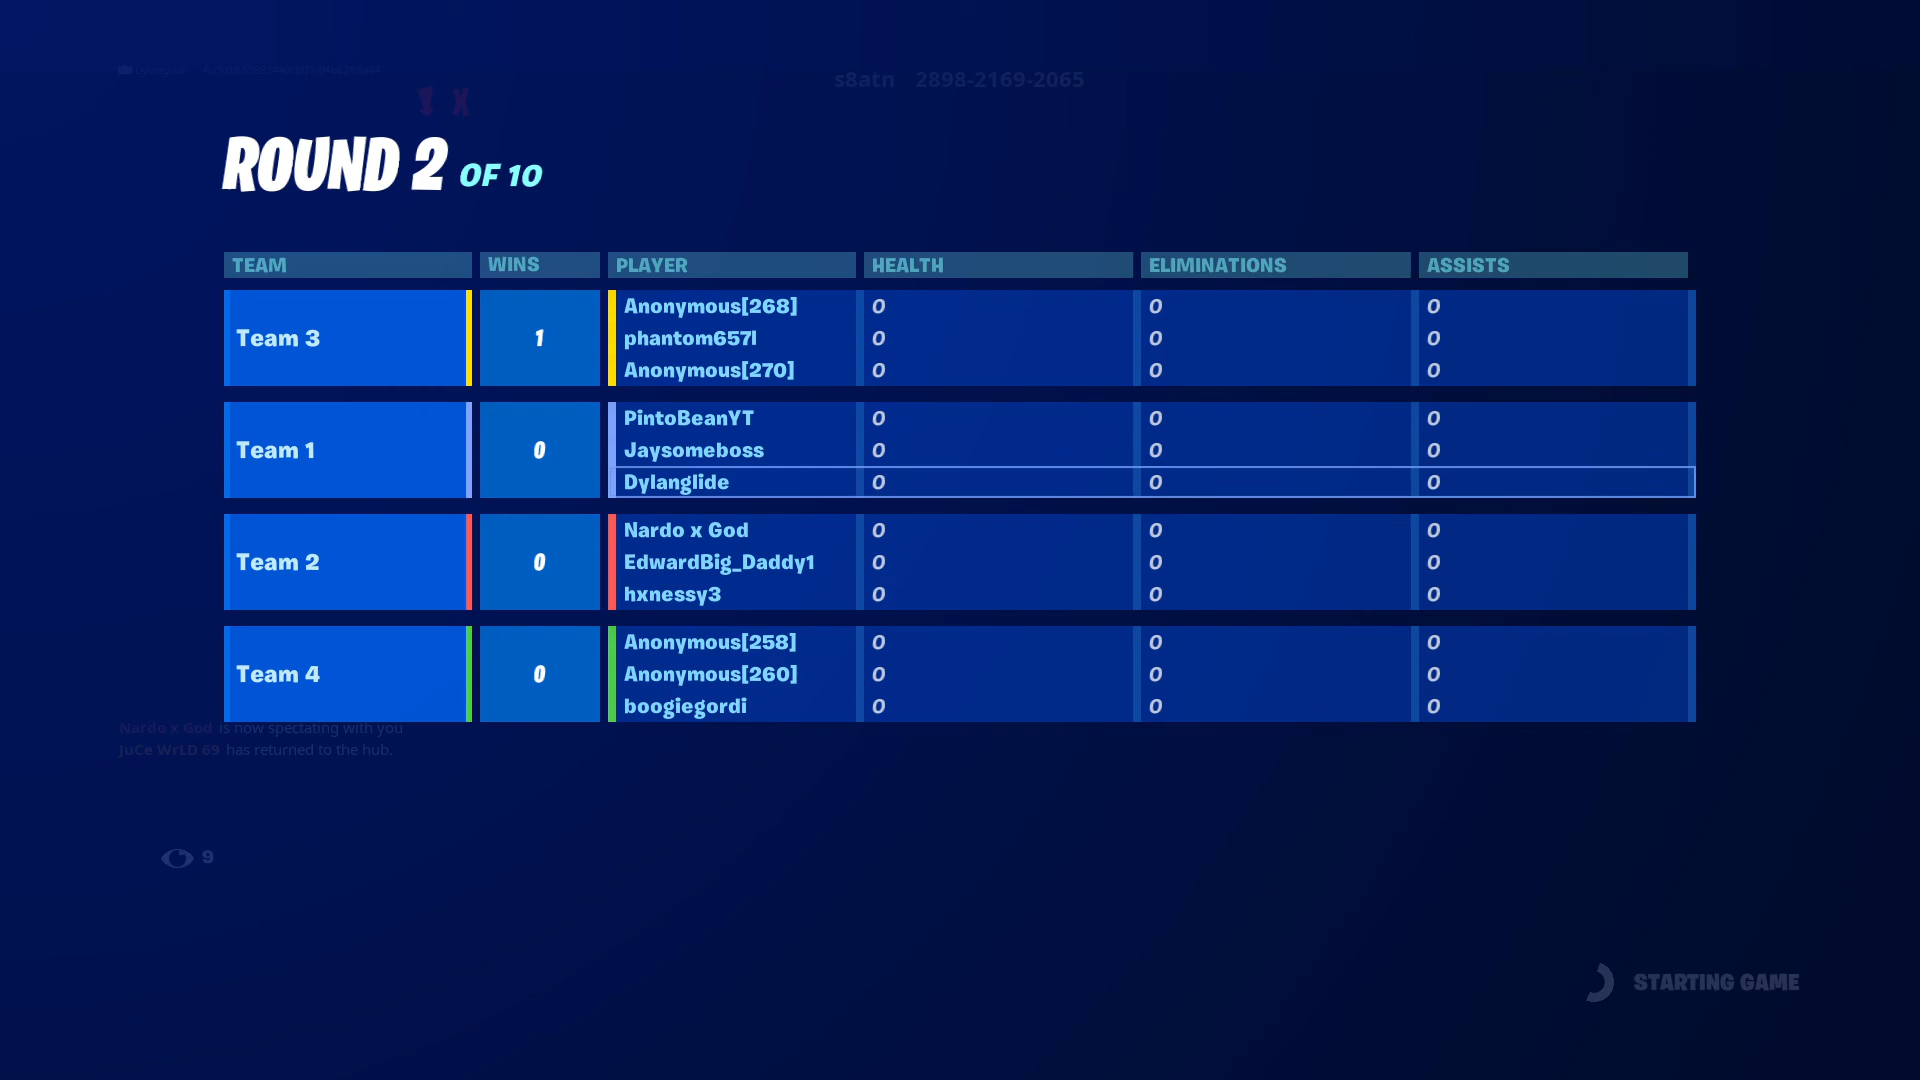 s8atn 2898-2169-2065
ROUND 2 OF 10
TEAM WINS PLAYER HEALTH ELIMINATIONS ASSISTS
Team 3 1
Anonymous[268] 0 0 0
phantom657l 0 0 0
Anonymous[270] 0 0 0
Team 1 0
PintoBeanYT 0 0 0
Jaysomeboss 0 0 0
Dylanglide 0 0 0
Team 2 0
Nardo x God 0 0 0
EdwardBig_Daddy1 0 0 0
hxnessy3 0 0 0
Team 4 0
Anonymous[258] 0 0 0
Anonymous[260] 0 0 0
boogiegordi 0 0 0
Nardo x God is now spectating with you
JuCe WrLD 69 has returned to the hub.
9
STARTING GAME